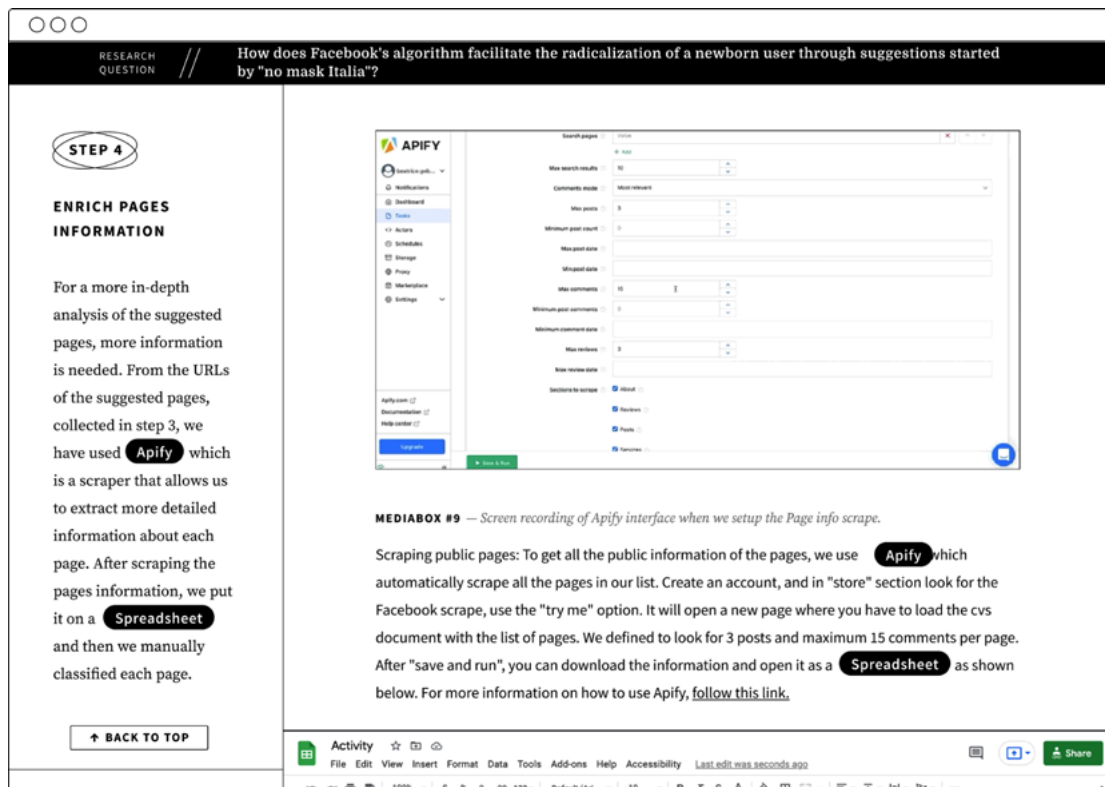 RESEARCH
QUESTION
How does Facebook's algorithm facilitate the radicalization of a newborn user through suggestions started
by "no mask Italia"?
STEP 4
ENRICH PAGES
INFORMATION
For a more in-depth
analysis of the suggested
pages, more information
is needed. From the URLs
of the suggested pages,
collected in step 3, we
have used Apify which
is a scraper that allows us
to extract more detailed
information about each
page. After scraping the
pages information, we put
it on a Spreadsheet
and then we manually
classified each page.
↑ BACK TO TOP
APIFY
Notifications
Dashboard
Tasks
Actors
Schedules
Storage
Proxy
Marketplace
Settings
Apify.com
Documentation
Help center
Upgrade
Search pages
+ Add
Max search results 10
Comments mode Most relevant
Max posts 3
Minimum post count 0
Max post date
Min post date
Max comments 15
Minimum post comments 0
Minimum comment date
Max reviews 3
Max review date
Sections to scrape About
Reviews
Posts
Services
Save & Run
MEDIABOX #9 — Screen recording of Apify interface when we setup the Page info scrape.
Scraping public pages: To get all the public information of the pages, we use Apify which
automatically scrape all the pages in our list. Create an account, and in "store" section look for the
Facebook scrape, use the "try me" option. It will open a new page where you have to load the cvs
document with the list of pages. We defined to look for 3 posts and maximum 15 comments per page.
After "save and run", you can download the information and open it as a Spreadsheet as shown
below. For more information on how to use Apify, follow this link.
Activity
File Edit View Insert Format Data Tools Add-ons Help Accessibility Last edit was seconds ago
Share